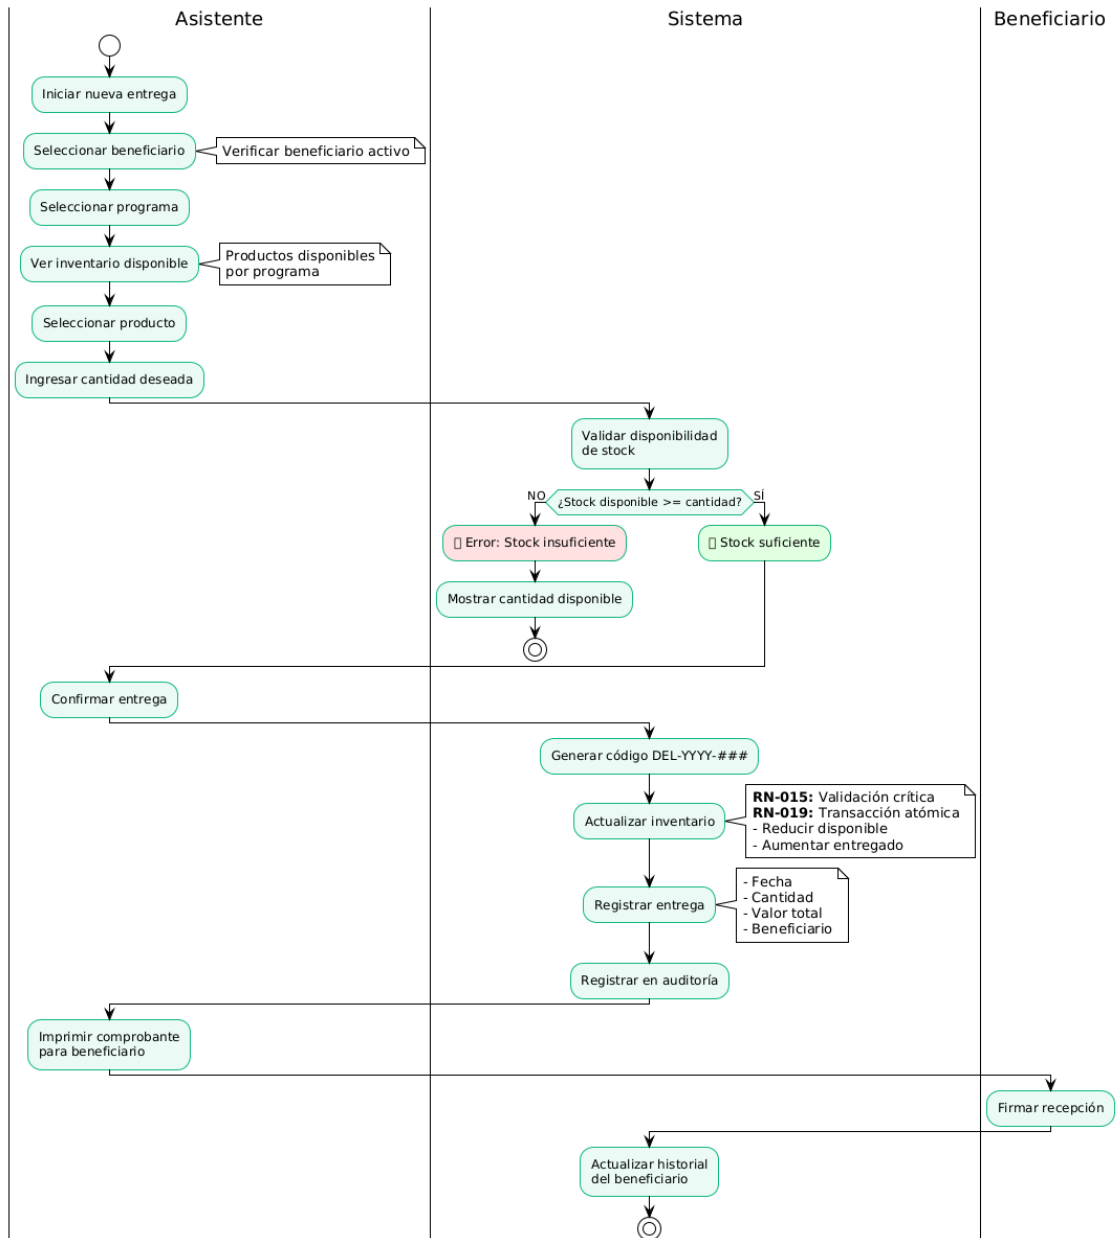 Asistente
Sistema
Beneficiario
Iniciar nueva entrega
Seleccionar beneficiario
Verificar beneficiario activo
Seleccionar programa
Ver inventario disponible
Productos disponibles
por programa
Seleccionar producto
Ingresar cantidad deseada
Validar disponibilidad
de stock
NO
¿Stock disponible >= cantidad?
SÍ
Error: Stock insuficiente
Stock suficiente
Mostrar cantidad disponible
Confirmar entrega
Generar código DEL-YYYY-###
Actualizar inventario
RN-015: Validación crítica
RN-019: Transacción atómica
- Reducir disponible
- Aumentar entregado
Registrar entrega
- Fecha
- Cantidad
- Valor total
- Beneficiario
Registrar en auditoría
Imprimir comprobante
para beneficiario
Firmar recepción
Actualizar historial
del beneficiario